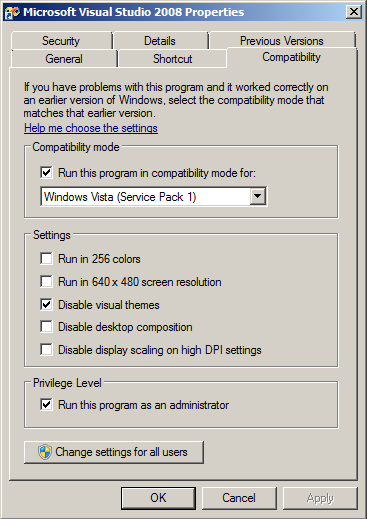 Microsoft Visual Studio 2008 Properties
Security
Details
Previous Versions
General
Shortcut
Compatibility
If you have problems with this program and it worked correctly on
an earlier version of Windows, select the compatibility mode that
matches that earlier version.
Help me choose the settings
Compatibility mode
Run this program in compatibility mode for:
Windows Vista (Service Pack 1)
Settings
Run in 256 colors
Run in 640 x 480 screen resolution
Disable visual themes
Disable desktop composition
Disable display scaling on high DPI settings
Privilege Level
Run this program as an administrator
Change settings for all users
OK
Cancel
Apply